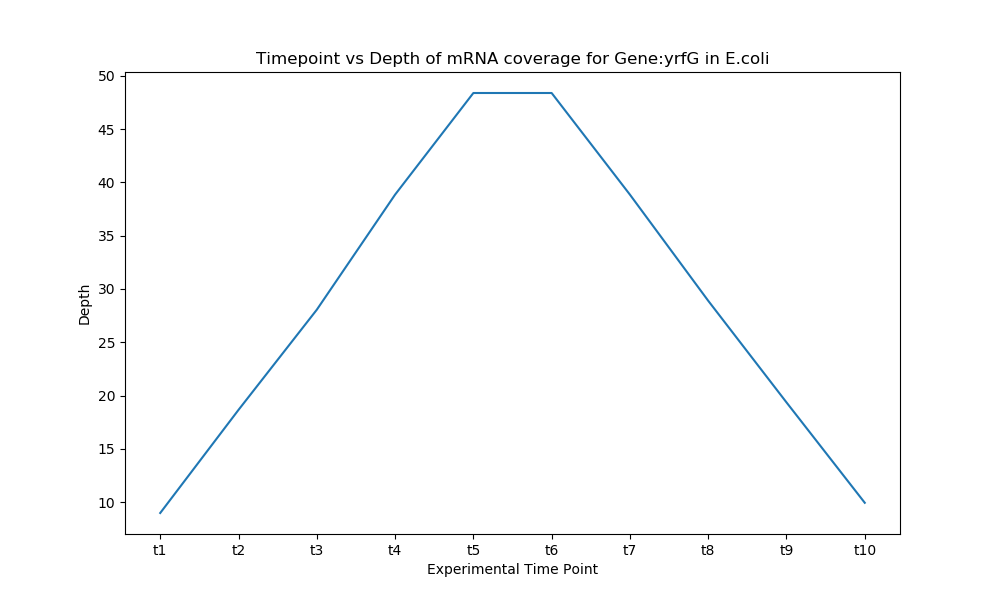 Timepoint vs Depth of mRNA coverage for Gene:yrfG in E.coli
50
45
40
35
30
25
20
15
10
Depth
t1 t2 t3 t4 t5 t6 t7 t8 t9 t10
Experimental Time Point